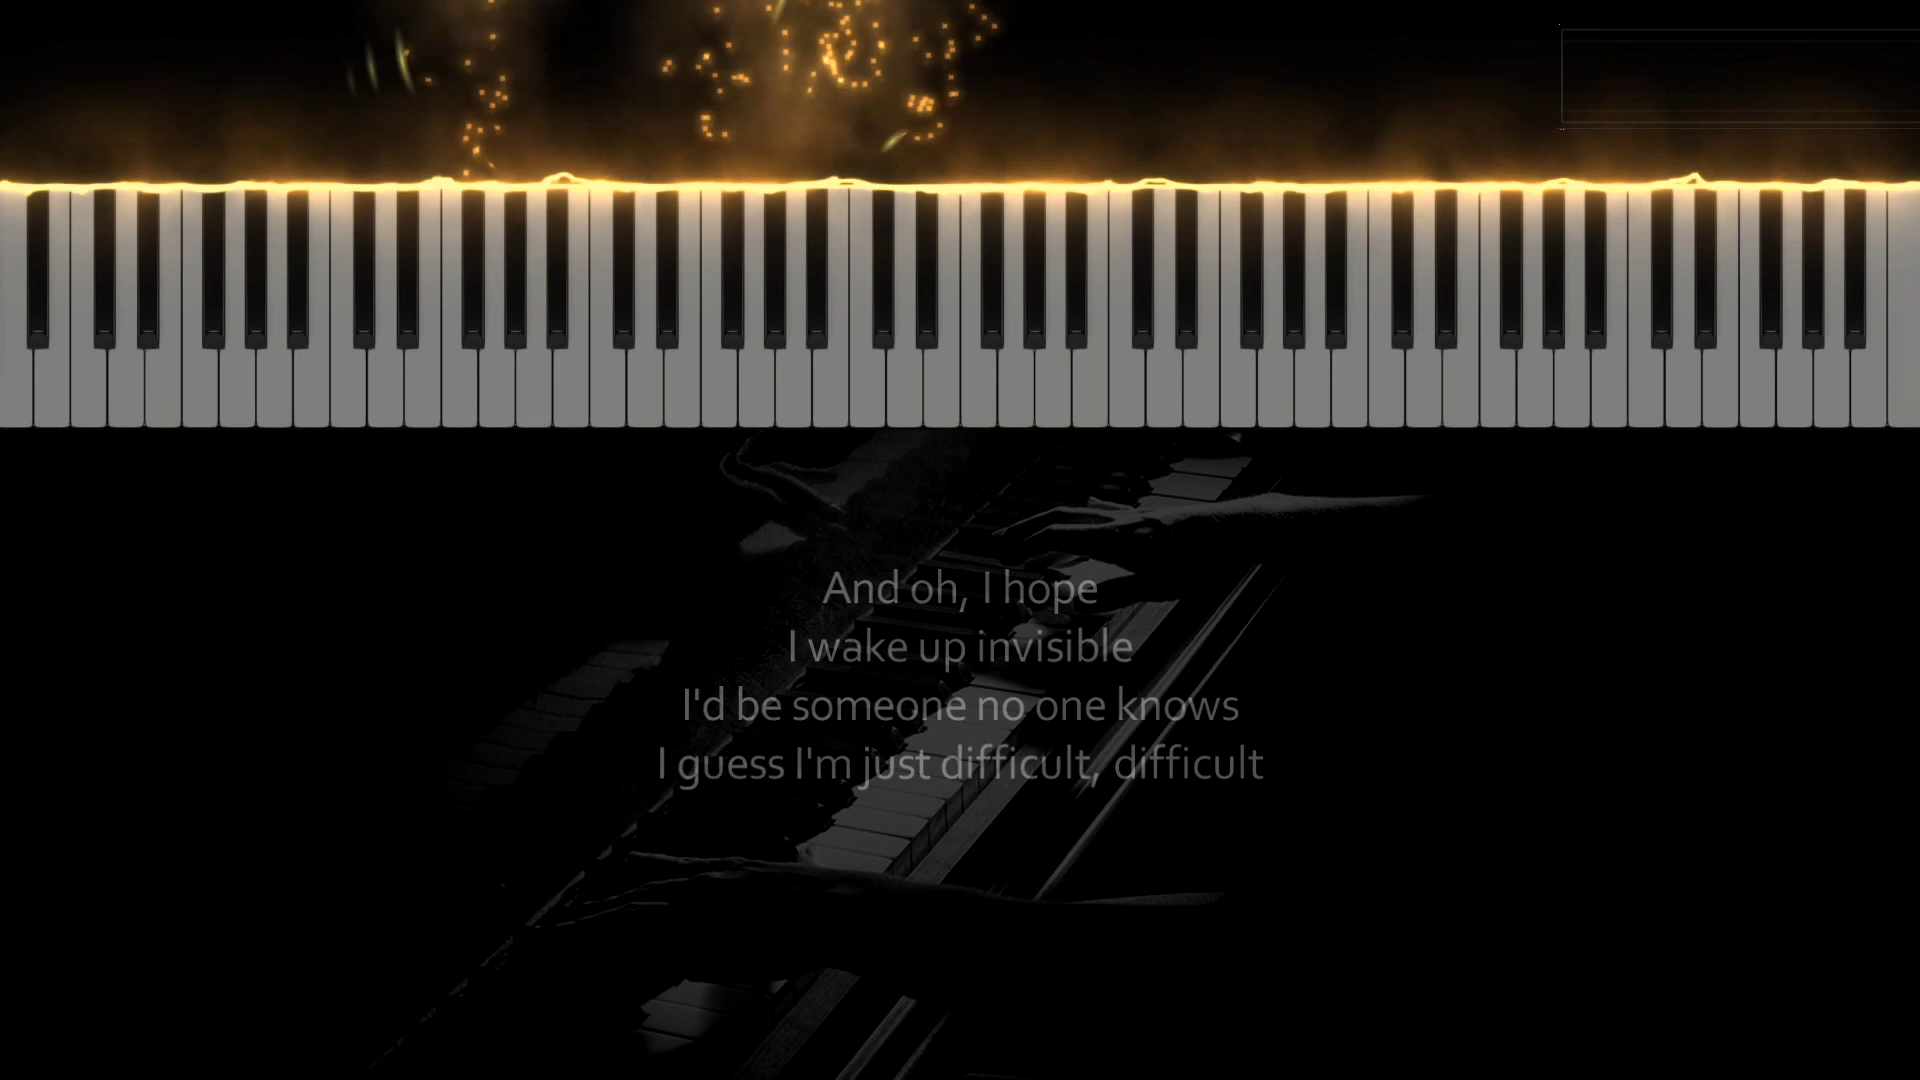 And oh, I hope
I wake up invisible
I'd be someone no one knows
I guess I'm just difficult, difficult